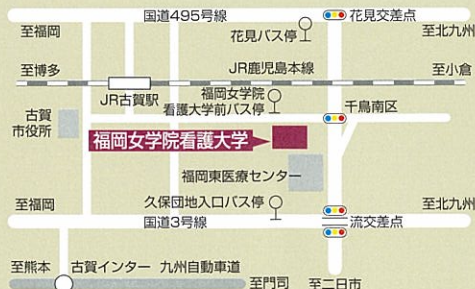 国道495号線
花見交差点
至福岡
花見バス停
至北九州
至博多
JR鹿児島本線
至小倉
JR古賀駅
福岡女学院
看護大学前バス停
千鳥南区
古賀
市役所
福岡女学院看護大学
福岡東医療センター
至福岡
久保団地入口バス停
至北九州
国道3号線
流交差点
至熊本
古賀インター
九州自動車道
至門司
至二日市